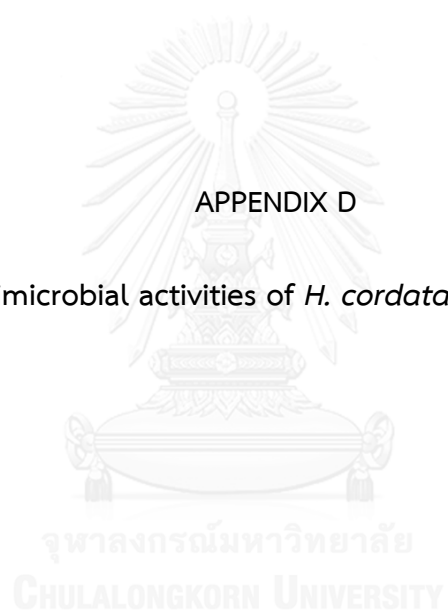 APPENDIX D
microbial activities of H. cordata
จุฬาลงกรณ์มหาวิทยาลัย
CHULALONGKORN UNIVERSITY